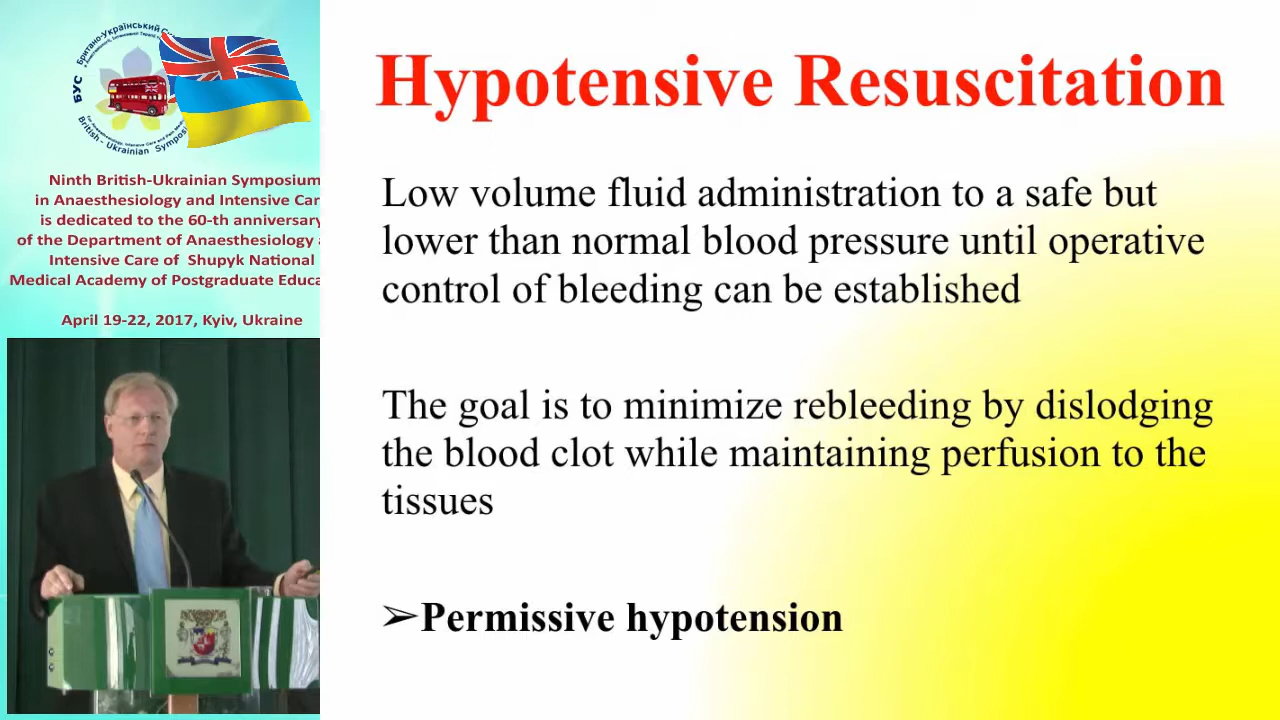 Британо-Український
БУС
British - Ukrainian Symposi
Ninth British-Ukrainian Symposium
in Anaesthesiology and Intensive Car
is dedicated to the 60-th anniversary
of the Department of Anaesthesiology
Intensive Care of Shupyk National
Medical Academy of Postgraduate Educa
April 19-22, 2017, Kyiv, Ukraine
Hypotensive Resuscitation
Low volume fluid administration to a safe but
lower than normal blood pressure until operative
control of bleeding can be established
The goal is to minimize rebleeding by dislodging
the blood clot while maintaining perfusion to the
tissues
➢Permissive hypotension